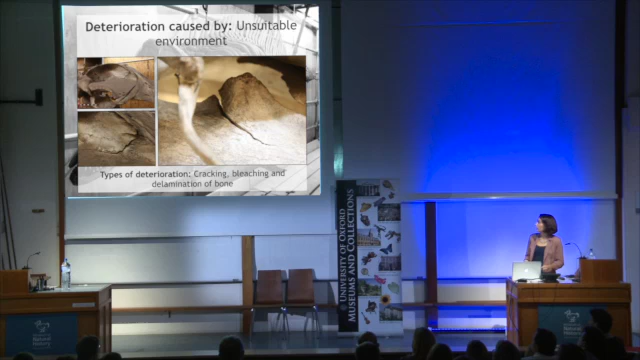 Deterioration caused by: Unsuitable
environment
Types of deterioration: Cracking, bleaching and
delamination of bone
UNIVERSITY OF OXFORD
MUSEUMS AND COLLECTIONS